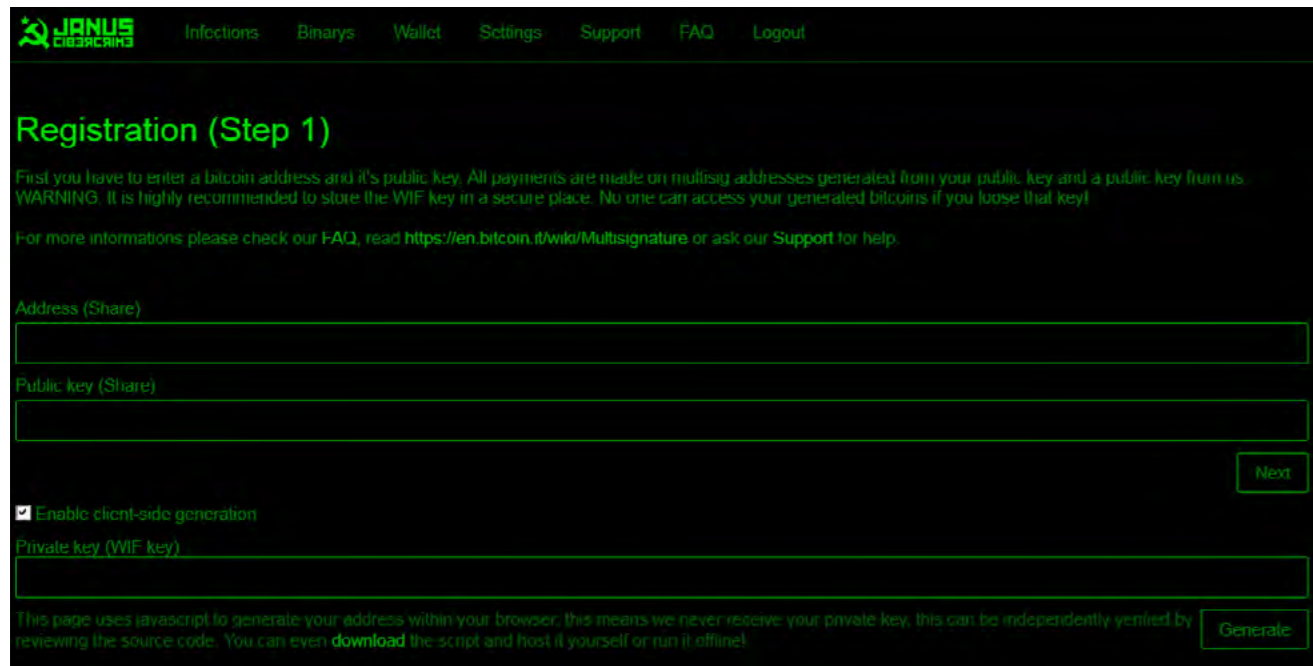 JANUS
CIBERCRIME
Infections Binarys Wallet Settings Support FAQ Logout
Registration (Step 1)
First you have to enter a bitcoin address and it's public key. All payments are made on multisig addresses generated from your public key and a public key from us.
WARNING: It is highly recommended to store the WIF key in a secure place. No one can access your generated bitcoins if you loose that key!
For more informations please check our FAQ, read https://en.bitcoin.it/wiki/Multisignature or ask our Support for help.
Address (Share)
Public key (Share)
Next
Enable client-side generation
Private key (WIF key)
This page uses javascript to generate your address within your browser, this means we never receive your private key, this can be independently verified by
reviewing the source code. You can even download the script and host it yourself or run it offline!
Generate